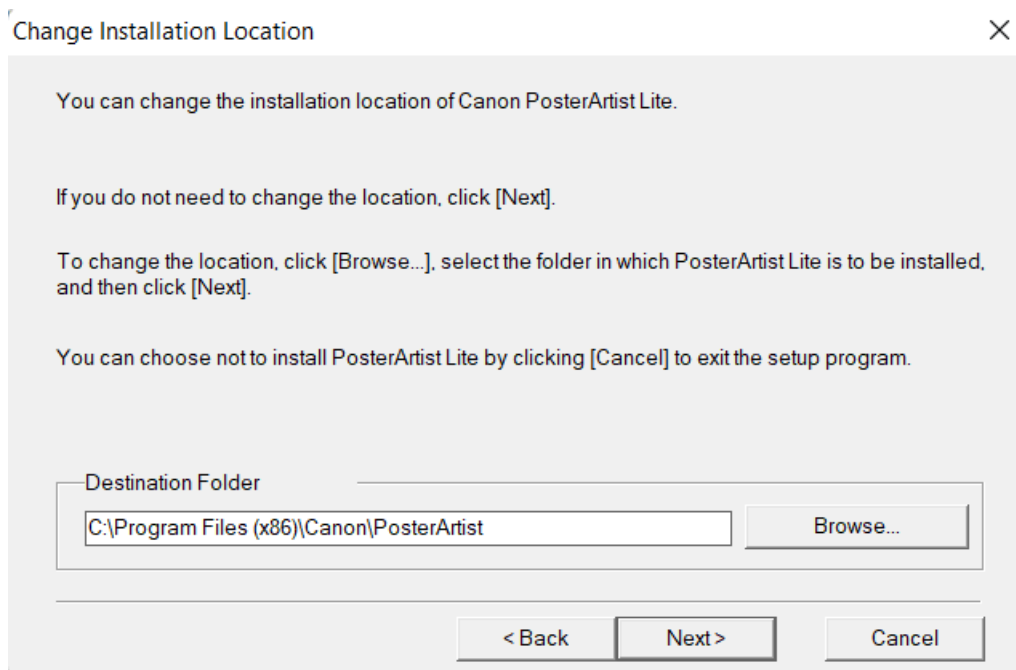 Change Installation Location
You can change the installation location of Canon PosterArtist Lite.
If you do not need to change the location, click [Next].
To change the location, click [Browse...], select the folder in which PosterArtist Lite is to be installed,
and then click [Next].
You can choose not to install PosterArtist Lite by clicking [Cancel] to exit the setup program.
Destination Folder
C:\Program Files (x86)\Canon\PosterArtist
Browse...
< Back
Next >
Cancel